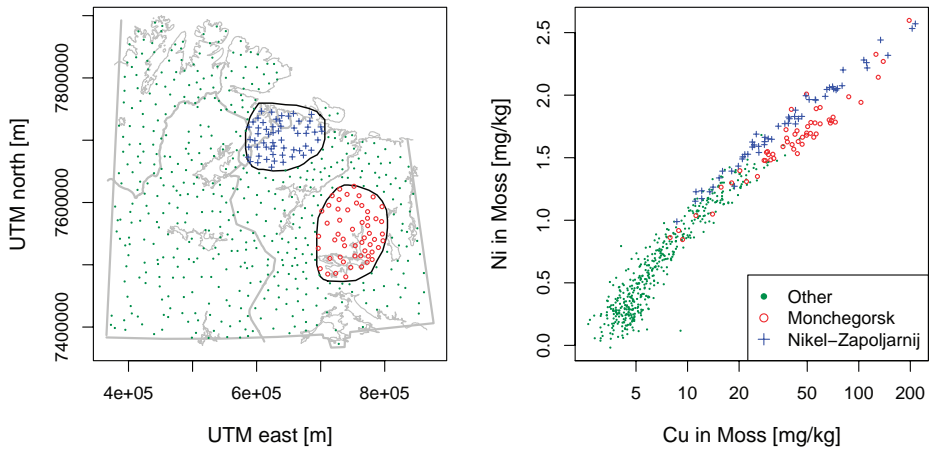 UTM north [m]
7800000
7600000
7400000
4e+05
6e+05
8e+05
UTM east [m]
Ni in Moss [mg/kg]
2.5
2.0
1.5
1.0
0.5
0.0
5
10
20
50
100
200
Cu in Moss [mg/kg]
Other
Monchegorsk
Nikel−Zapoljarnij